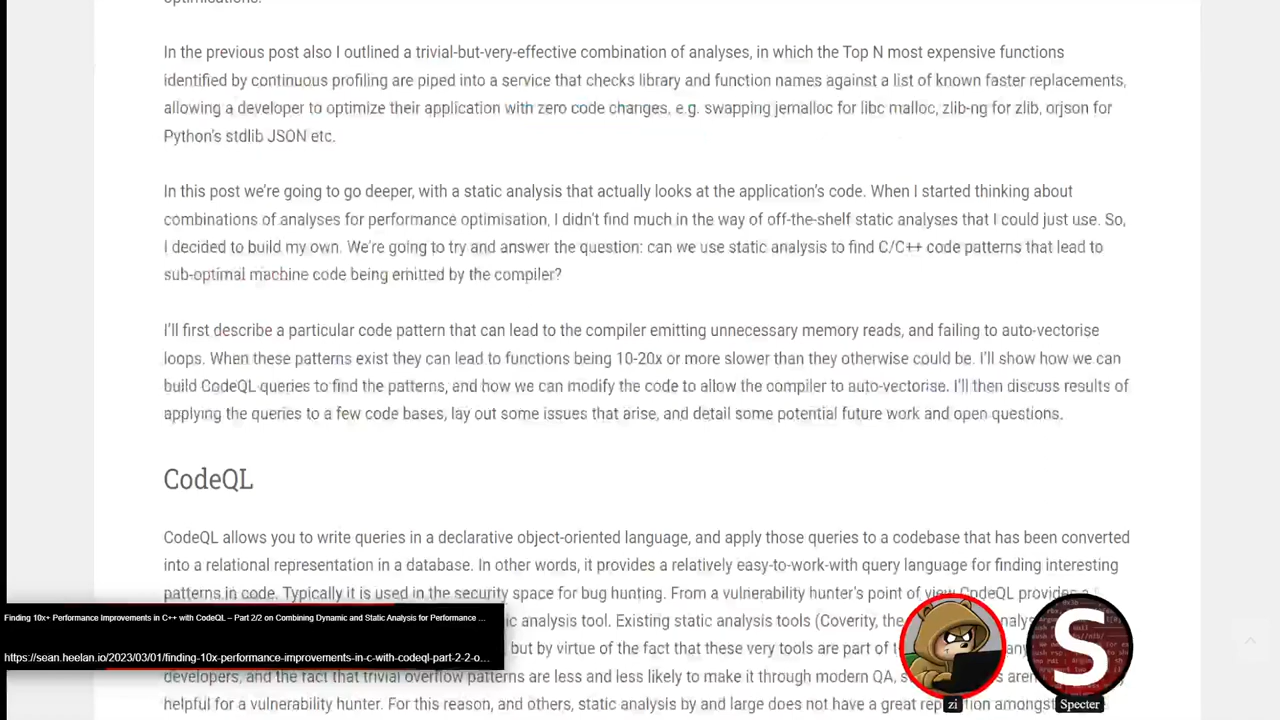 In the previous post also I outlined a trivial-but-very-effective combination of analyses, in which the Top N most expensive functions
identified by continuous profiling are piped into a service that checks library and function names against a list of known faster replacements,
allowing a developer to optimize their application with zero code changes, e.g. swapping jemalloc for libc malloc, zlib-ng for zlib, orjson for
Python's stdlib JSON etc.
In this post we're going to go deeper, with a static analysis that actually looks at the application's code. When I started thinking about
combinations of analyses for performance optimisation, I didn't find much in the way of off-the-shelf static analyses that I could just use. So,
I decided to build my own. We're going to try and answer the question: can we use static analysis to find C/C++ code patterns that lead to
sub-optimal machine code being emitted by the compiler?
I'll first describe a particular code pattern that can lead to the compiler emitting unnecessary memory reads, and failing to auto-vectorise
loops. When these patterns exist they can lead to functions being 10-20x or more slower than they otherwise could be. I'll show how we can
build CodeQL queries to find the patterns, and how we can modify the code to allow the compiler to auto-vectorise. I'll then discuss results of
applying the queries to a few code bases, lay out some issues that arise, and detail some potential future work and open questions.
CodeQL
CodeQL allows you to write queries in a declarative object-oriented language, and apply those queries to a codebase that has been converted
into a relational representation in a database. In other words, it provides a relatively easy-to-work-with query language for finding interesting
patterns in code. Typically it is used in the security space for bug hunting. From a vulnerability hunter's point of view CodeQL provides
analysis tool. Existing static analysis tools (Coverity, the
but by virtue of the fact that these very tools are part of
developers, and the fact that
overflow patterns are less and less likely to make it through modern QA,
helpful for a vulnerability hunter. For this reason, and others, static analysis by and large does not have a great
amongst
Finding 10x+ Performance Improvements in C++ with CodeQL – Part 2/2 on Combining Dynamic and Static Analysis for Performance ...
https://sean.heelan.io/2023/03/01/finding-10x-performance-improvements-in-c-with-codeql-part-2-2-o...
S
zi
Specter